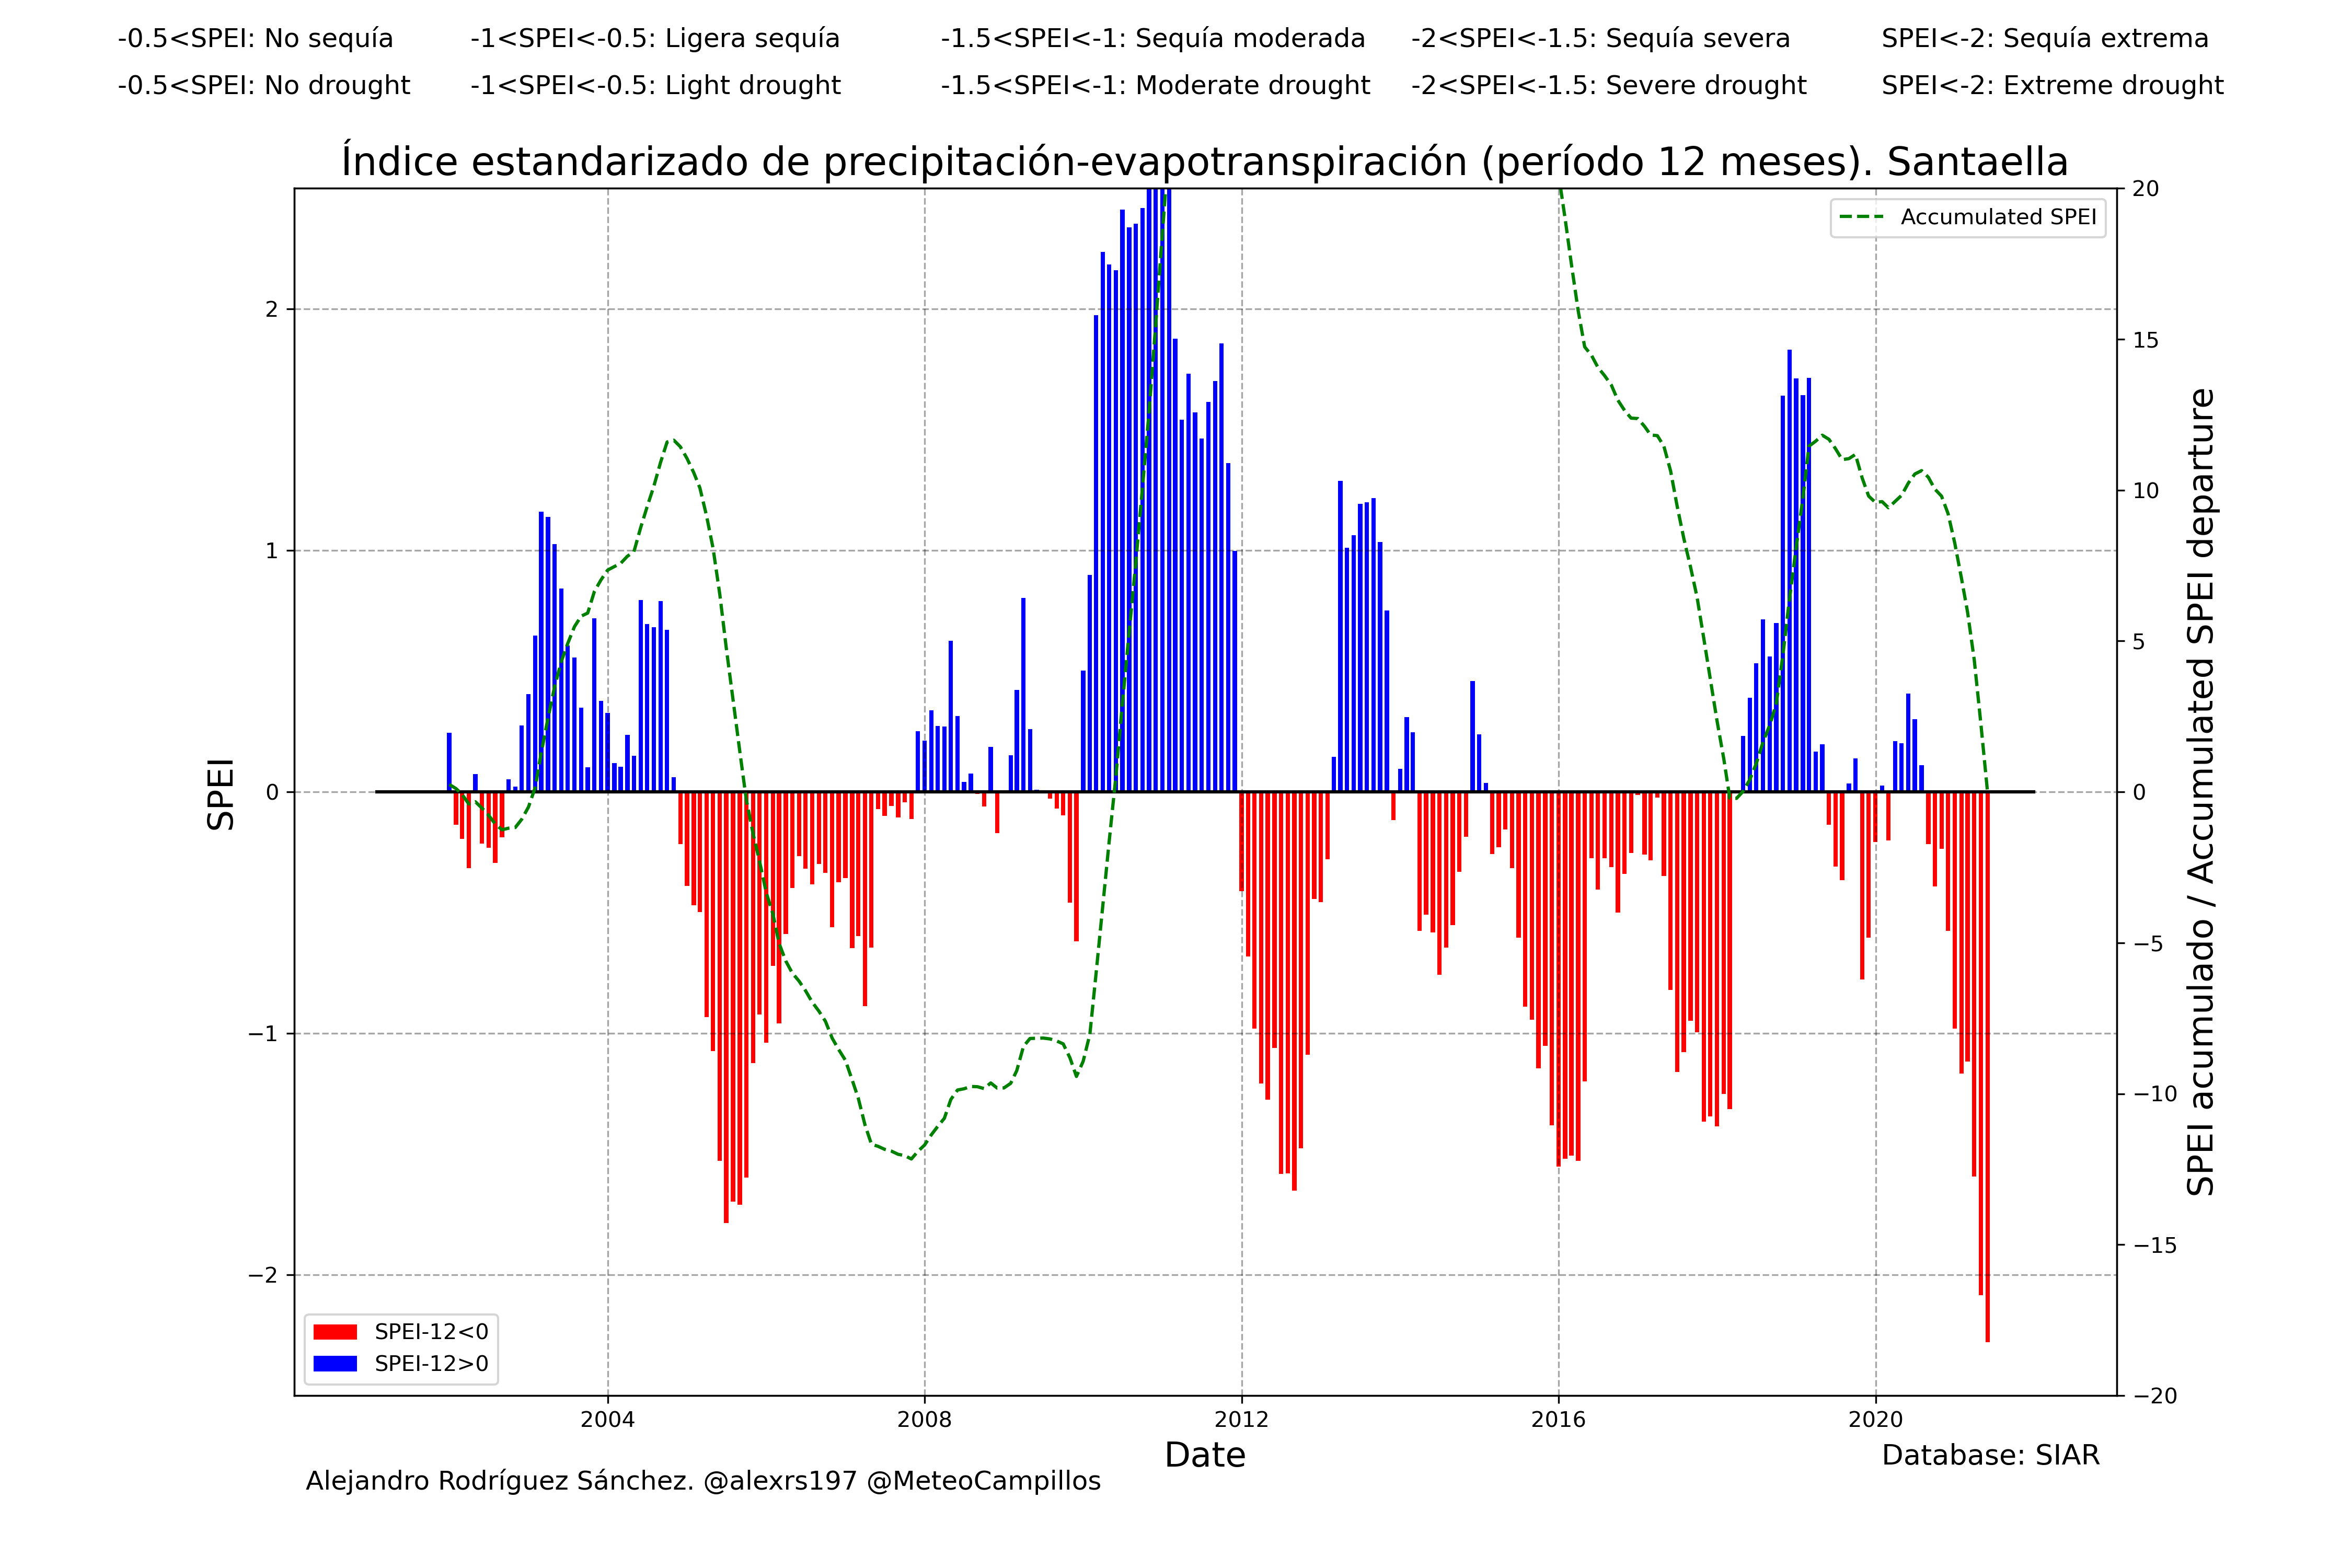 -0.5<SPEI: No sequía -1<SPEI<-0.5: Ligera sequía -1.5<SPEI<-1: Sequía moderada -2<SPEI<-1.5: Sequía severa SPEI<-2: Sequía extrema
-0.5<SPEI: No drought -1<SPEI<-0.5: Light drought -1.5<SPEI<-1: Moderate drought -2<SPEI<-1.5: Severe drought SPEI<-2: Extreme drought
Índice estandarizado de precipitación-evapotranspiración (período 12 meses). Santaella
Accumulated SPEI
SPEI
2
1
0
−1
−2
20
15
10
5
0
−5
−10
−15
−20
SPEI acumulado / Accumulated SPEI departure
SPEI-12<0
SPEI-12>0
2004 2008 2012 2016 2020
Date
Database: SIAR
Alejandro Rodríguez Sánchez. @alexrs197 @MeteoCampillos